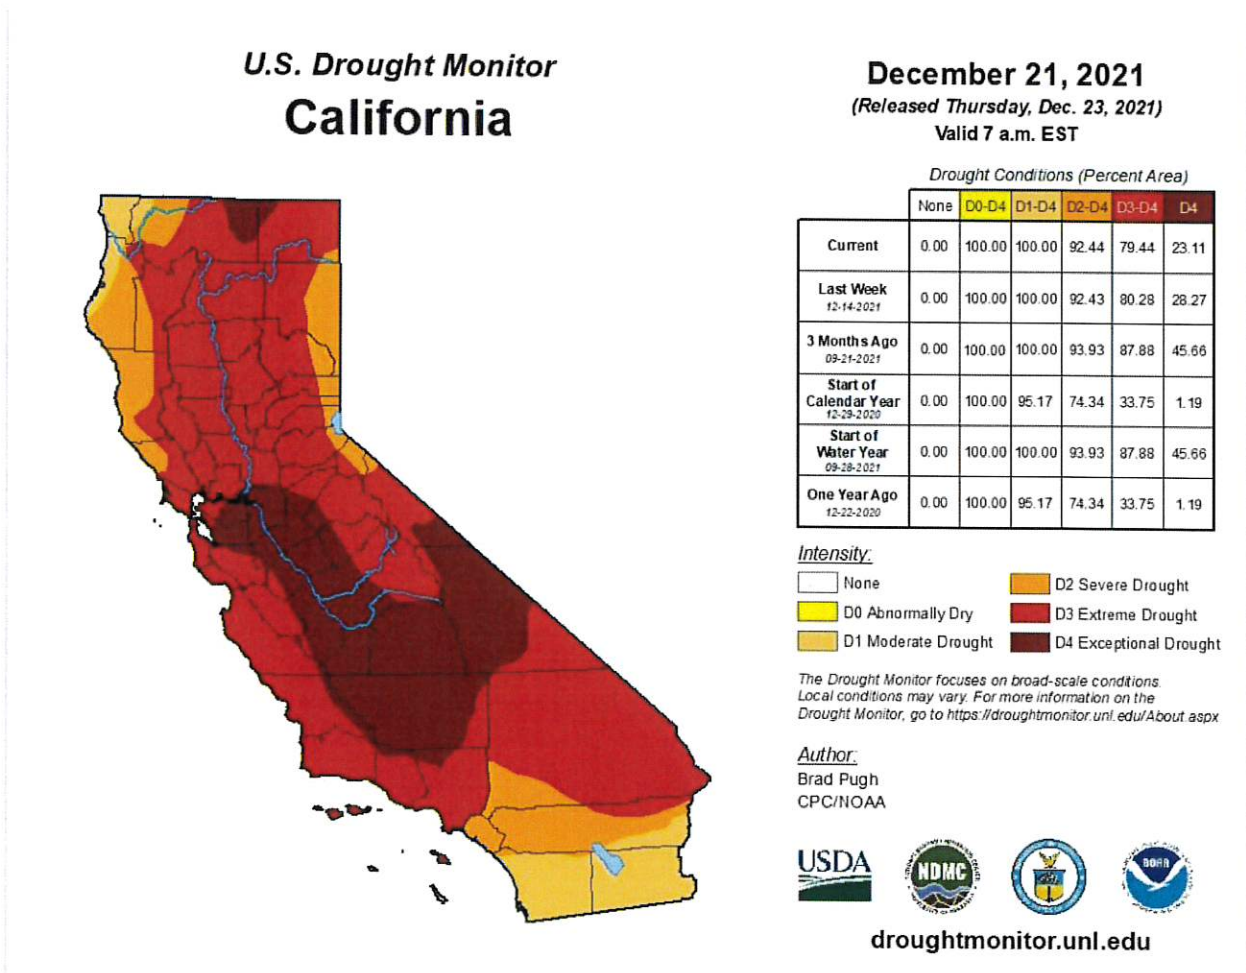 U.S. Drought Monitor
California
December 21, 2021
(Released Thursday, Dec. 23, 2021)
Valid 7 a.m. EST
Drought Conditions (Percent Area)
None D0-D4 D1-D4 D2-D4 D3-D4 D4
Current 0.00 100.00 100.00 92.44 79.44 23.11
Last Week
12-14-2021 0.00 100.00 100.00 92.43 80.28 28.27
3 Months Ago
09-21-2021 0.00 100.00 100.00 93.93 87.88 45.66
Start of
Calendar Year
12-29-2020 0.00 100.00 95.17 74.34 33.75 1.19
Start of
Water Year
09-28-2021 0.00 100.00 100.00 93.93 87.88 45.66
One Year Ago
12-22-2020 0.00 100.00 95.17 74.34 33.75 1.19
Intensity:
None
D0 Abnormally Dry
D1 Moderate Drought
D2 Severe Drought
D3 Extreme Drought
D4 Exceptional Drought
The Drought Monitor focuses on broad-scale conditions.
Local conditions may vary. For more information on the
Drought Monitor, go to https://droughtmonitor.unl.edu/About.aspx
Author:
Brad Pugh
CPC/NOAA
USDA
NDMC
NOAA
droughtmonitor.unl.edu